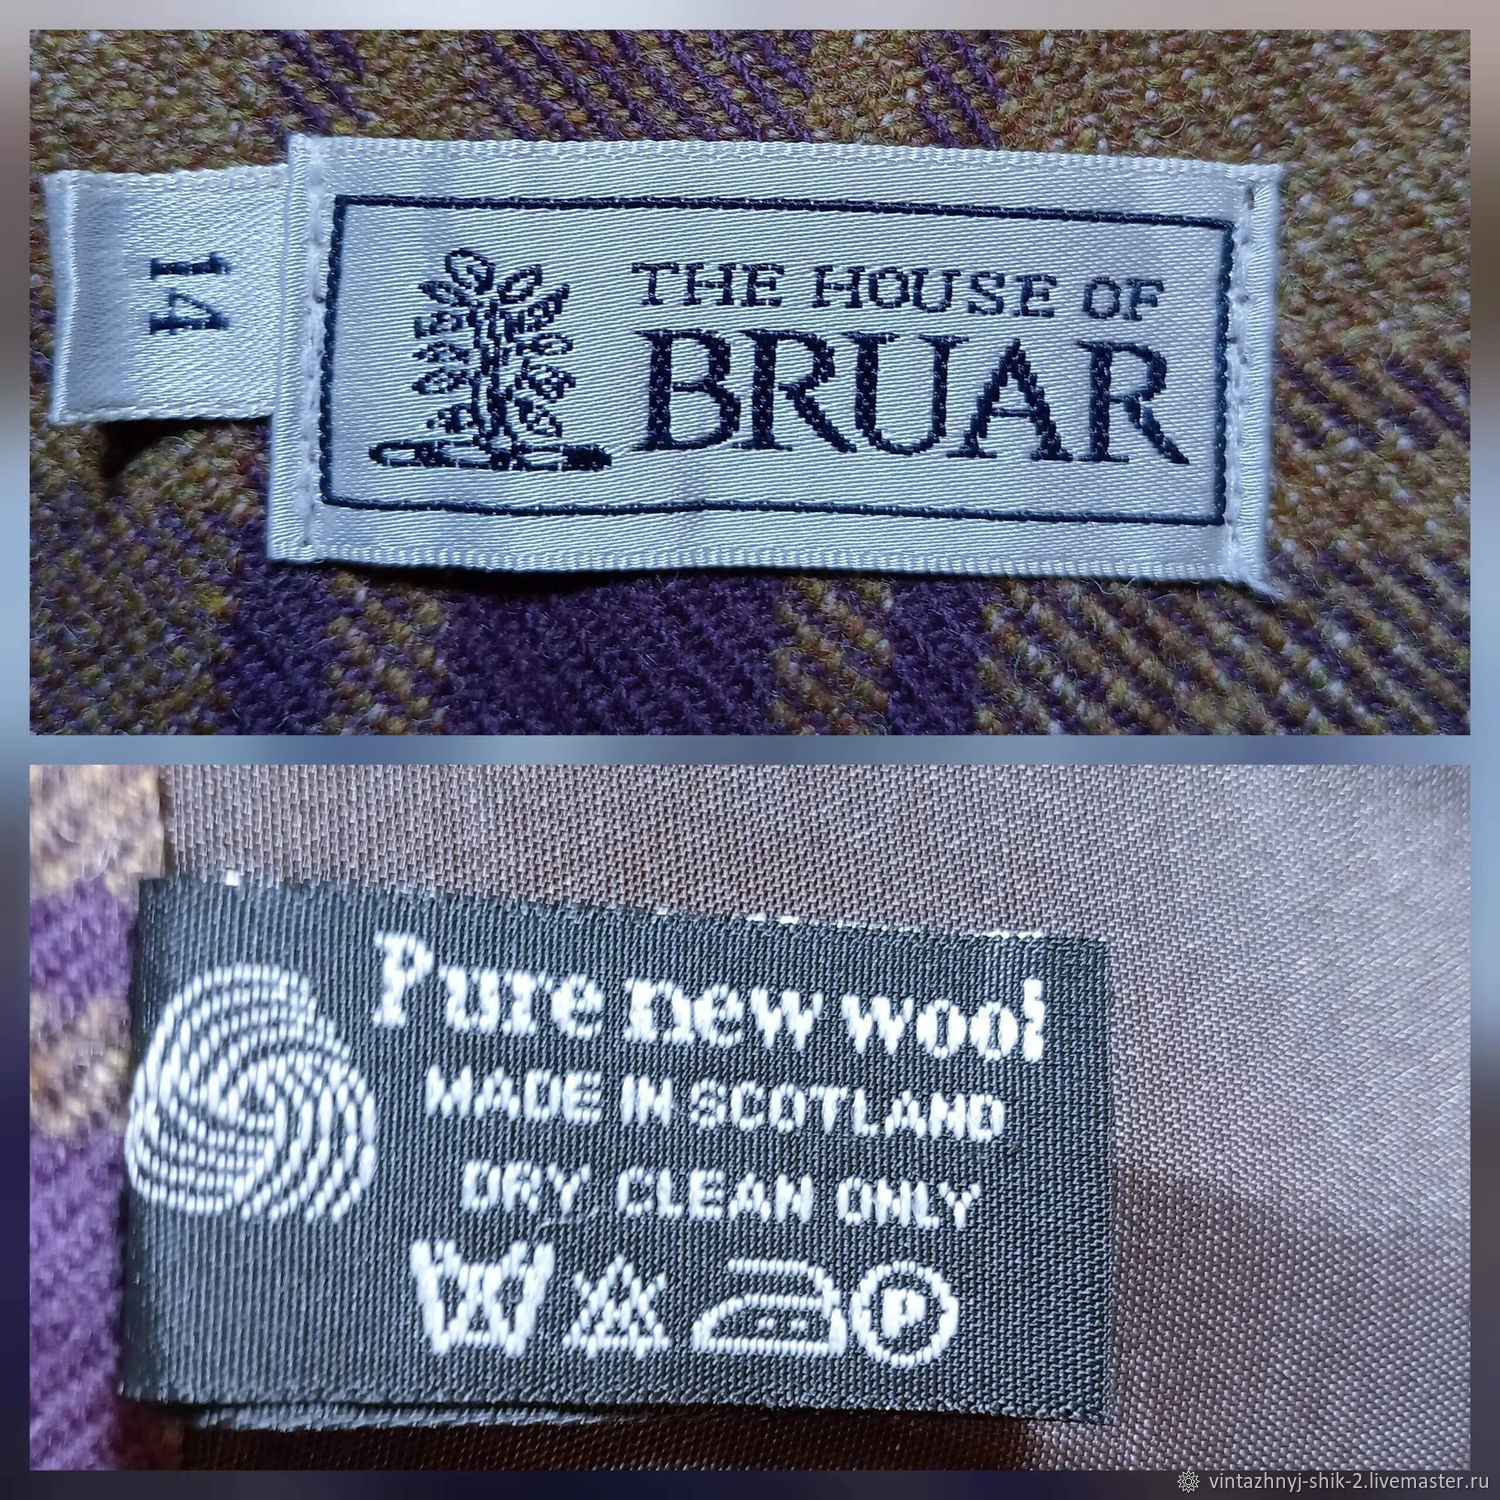 14
THE HOUSE OF
BRUAR
Pure new wool
MADE IN SCOTLAND
DRY CLEAN ONLY
P
vintazhnyj-shik-2.livemaster.ru